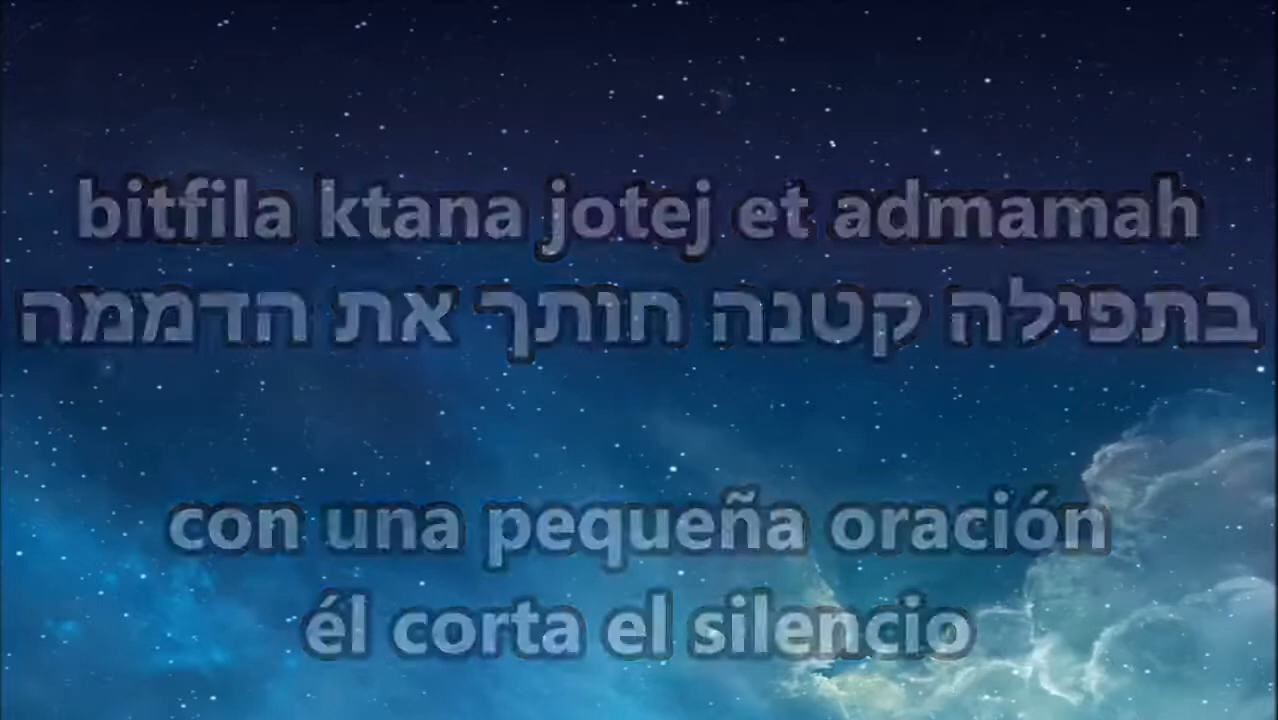 bitfila ktana jotej et admamah
בתפילה קטנה חותך את הדממה
con una pequeña oración
él corta el silencio